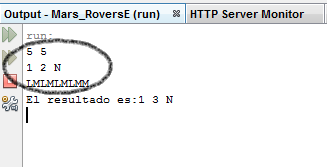 Output - Mars_RoversE (run)
HTTP Server Monitor
run:
5 5
1 2 N
LMLMLMLMM
El resultado es:1 3 N